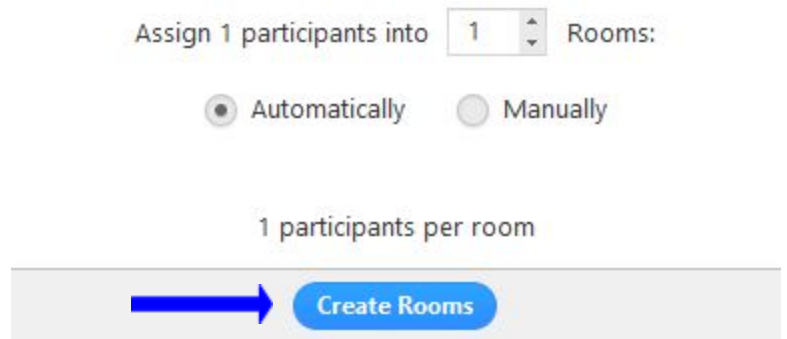 Assign 1 participants into 1 Rooms:
Automatically Manually
1 participants per room
Create Rooms